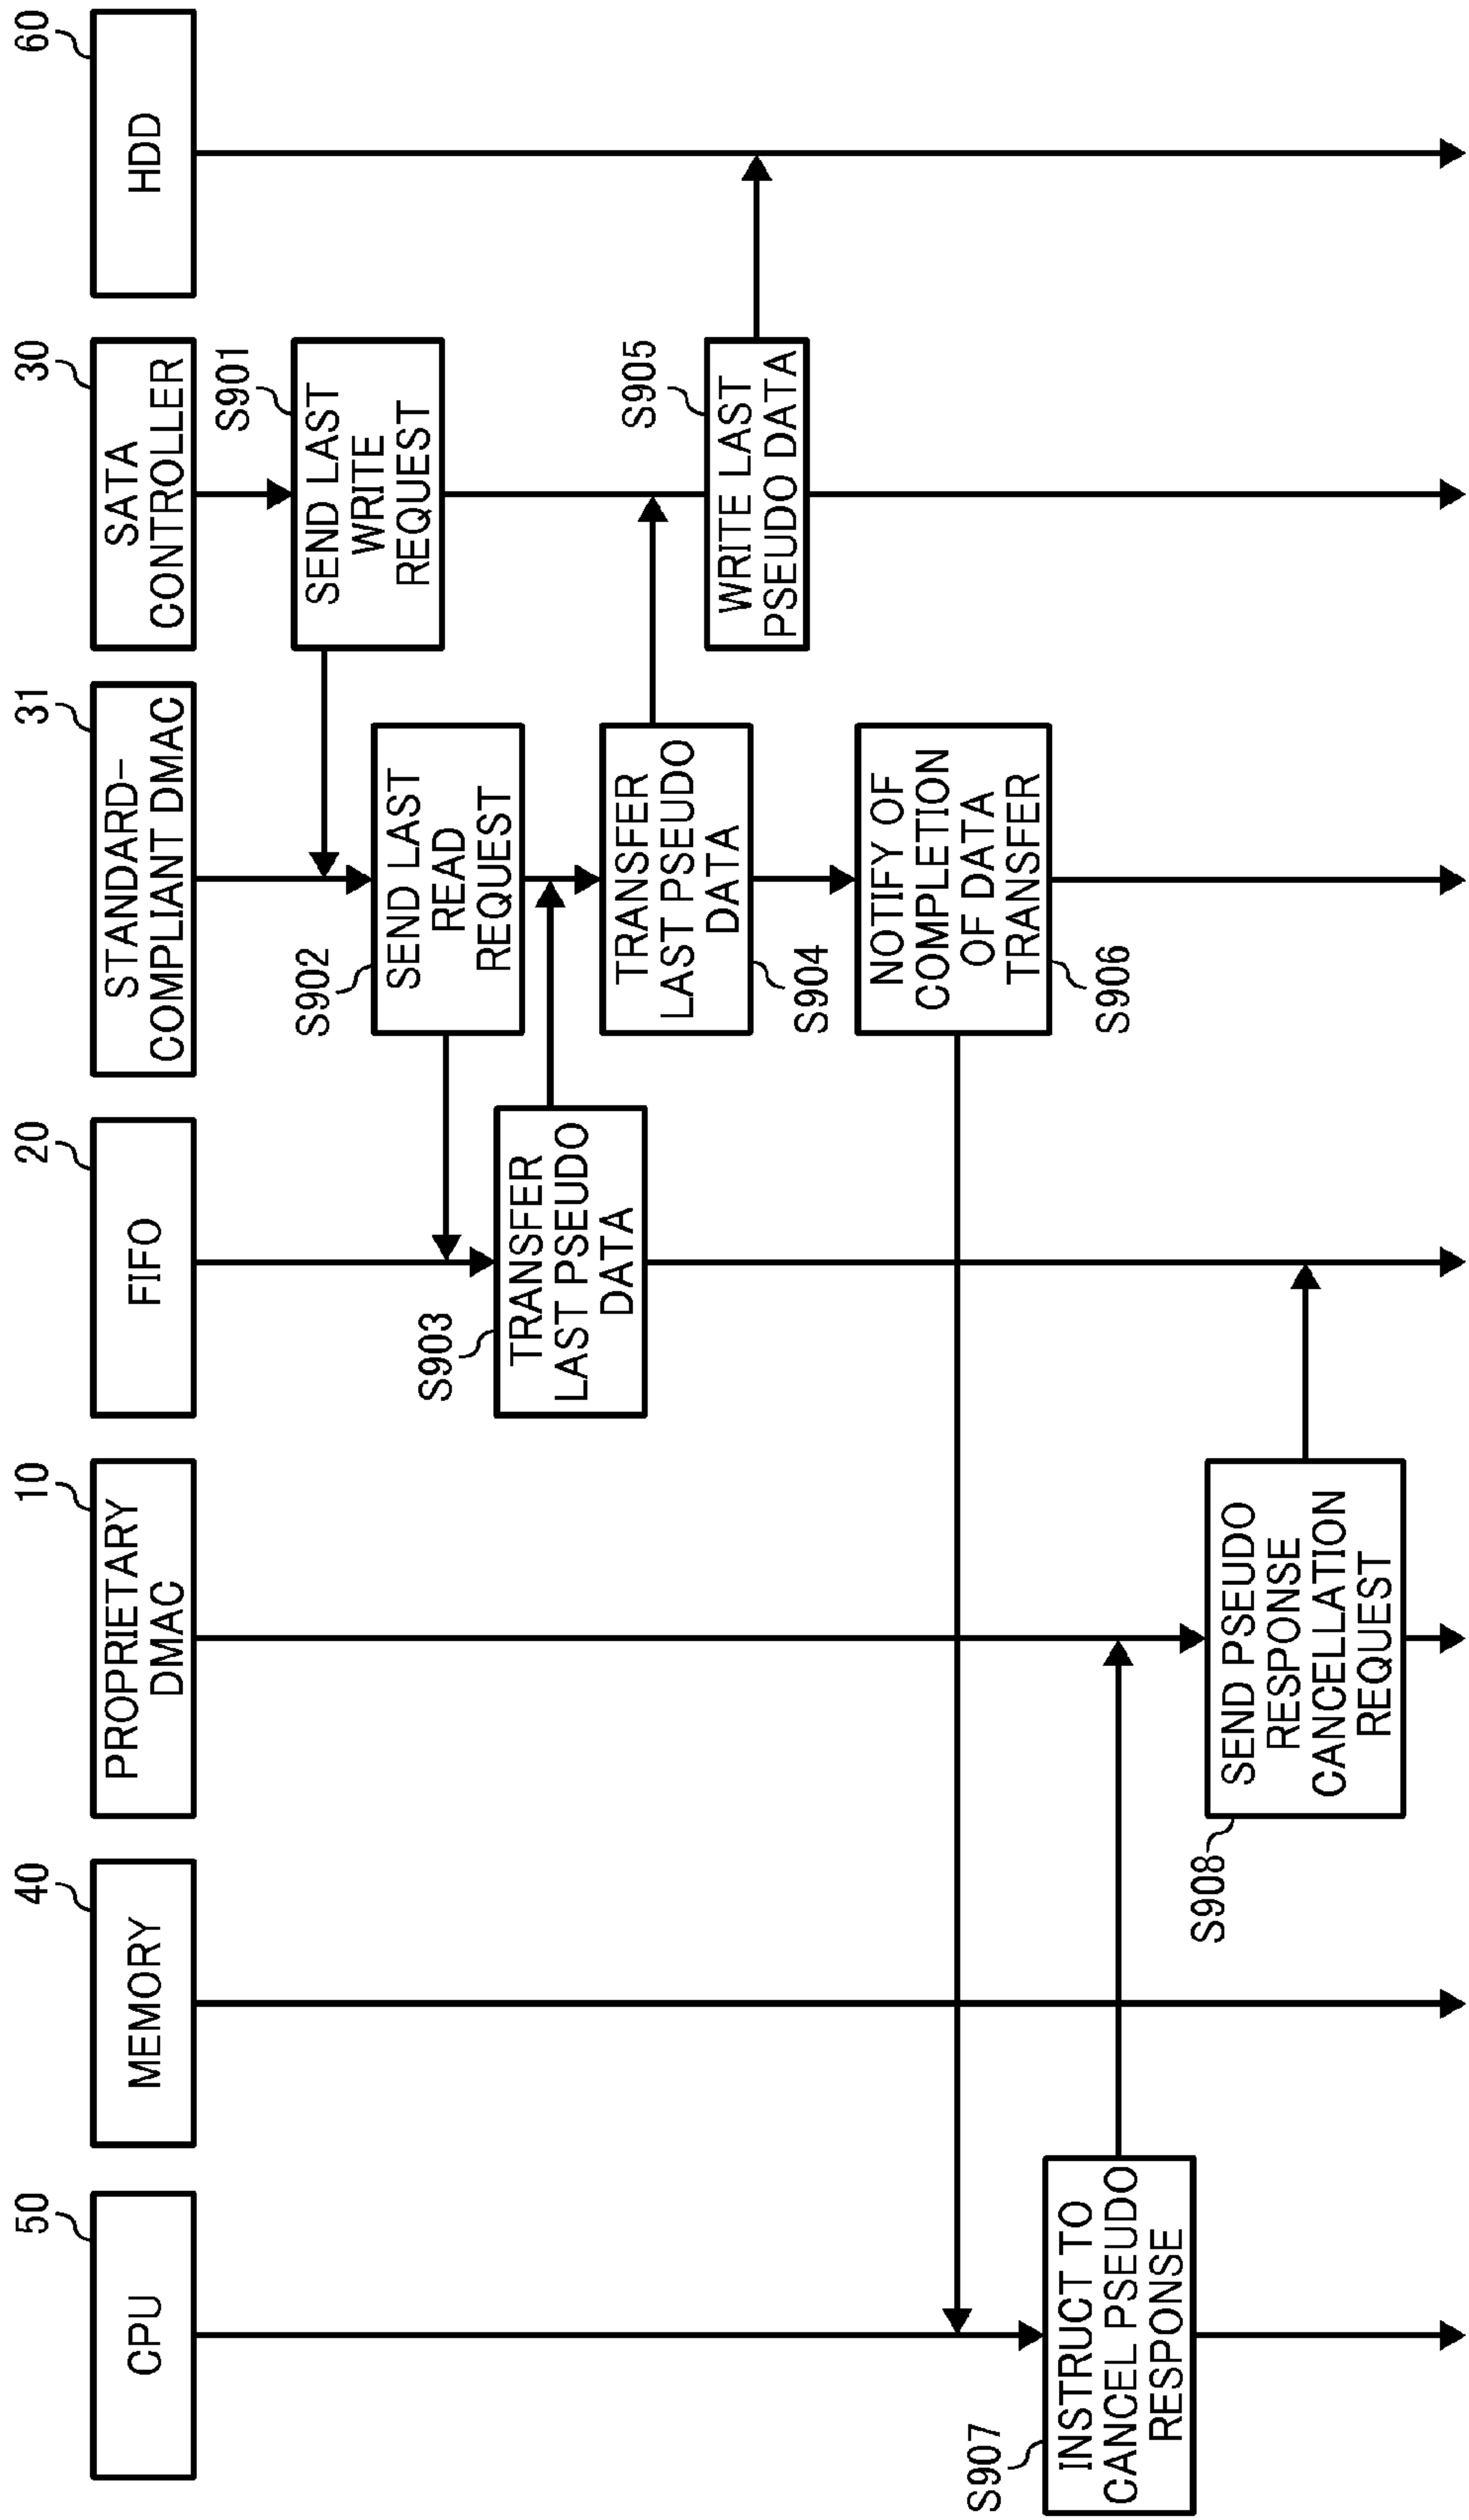 50
CPU
40
MEMORY
10
PROPRIETARY
DMAC
20
FIFO
31
STANDARD-
COMPLIANT DMAC
30
SATA
CONTROLLER
60
HDD
S901
SEND LAST
WRITE
REQUEST
S902
SEND LAST
READ
REQUEST
S903
TRANSFER
LAST PSEUDO
DATA
TRANSFER
LAST PSEUDO
DATA
S904
S905
WRITE LAST
PSEUDO DATA
NOTIFY OF
COMPLETION
OF DATA
TRANSFER
S906
S907
INSTRUCT TO
CANCEL PSEUDO
RESPONSE
S908
SEND PSEUDO
RESPONSE
CANCELLATION
REQUEST